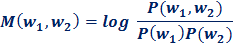 M(w₁,w₂) = log P(w₁,w₂) / P(w₁)P(w₂)